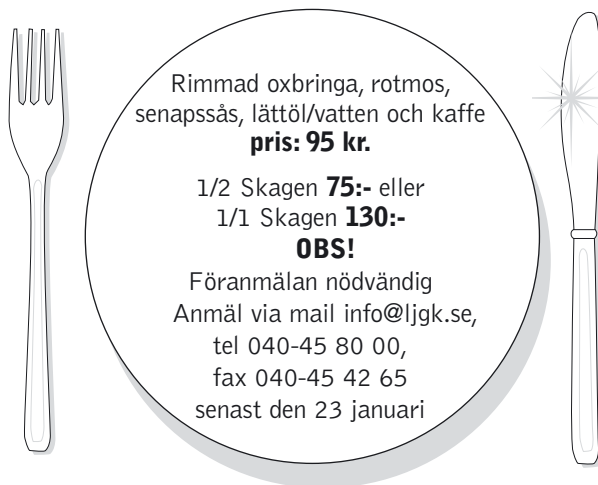 Rimmad oxbringa, rotmos,
senapssås, lättöl/vatten och kaffe
pris: 95 kr.
1/2 Skagen 75:- eller
1/1 Skagen 130:-
OBS!
Föranmälan nödvändig
Anmäl via mail info@ljgk.se,
tel 040-45 80 00,
fax 040-45 42 65
senast den 23 januari